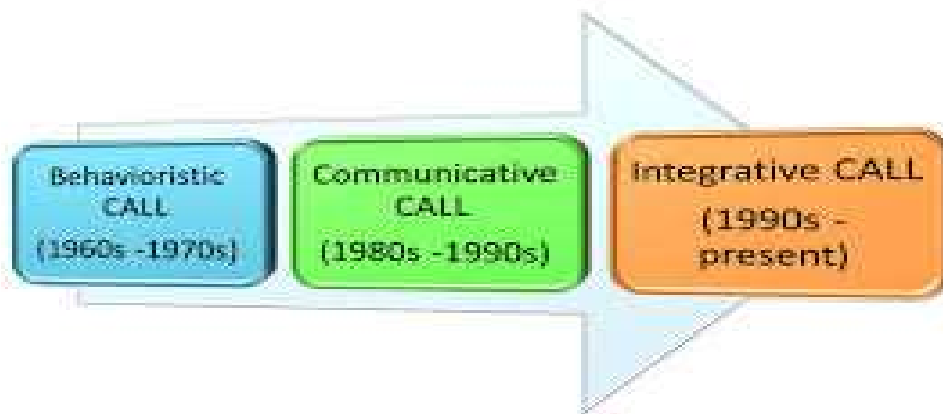 Behavioristic
CALL
(1960s -1970s)
Communicative
CALL
(1980s -1990s)
Integrative CALL
(1990s -
present)